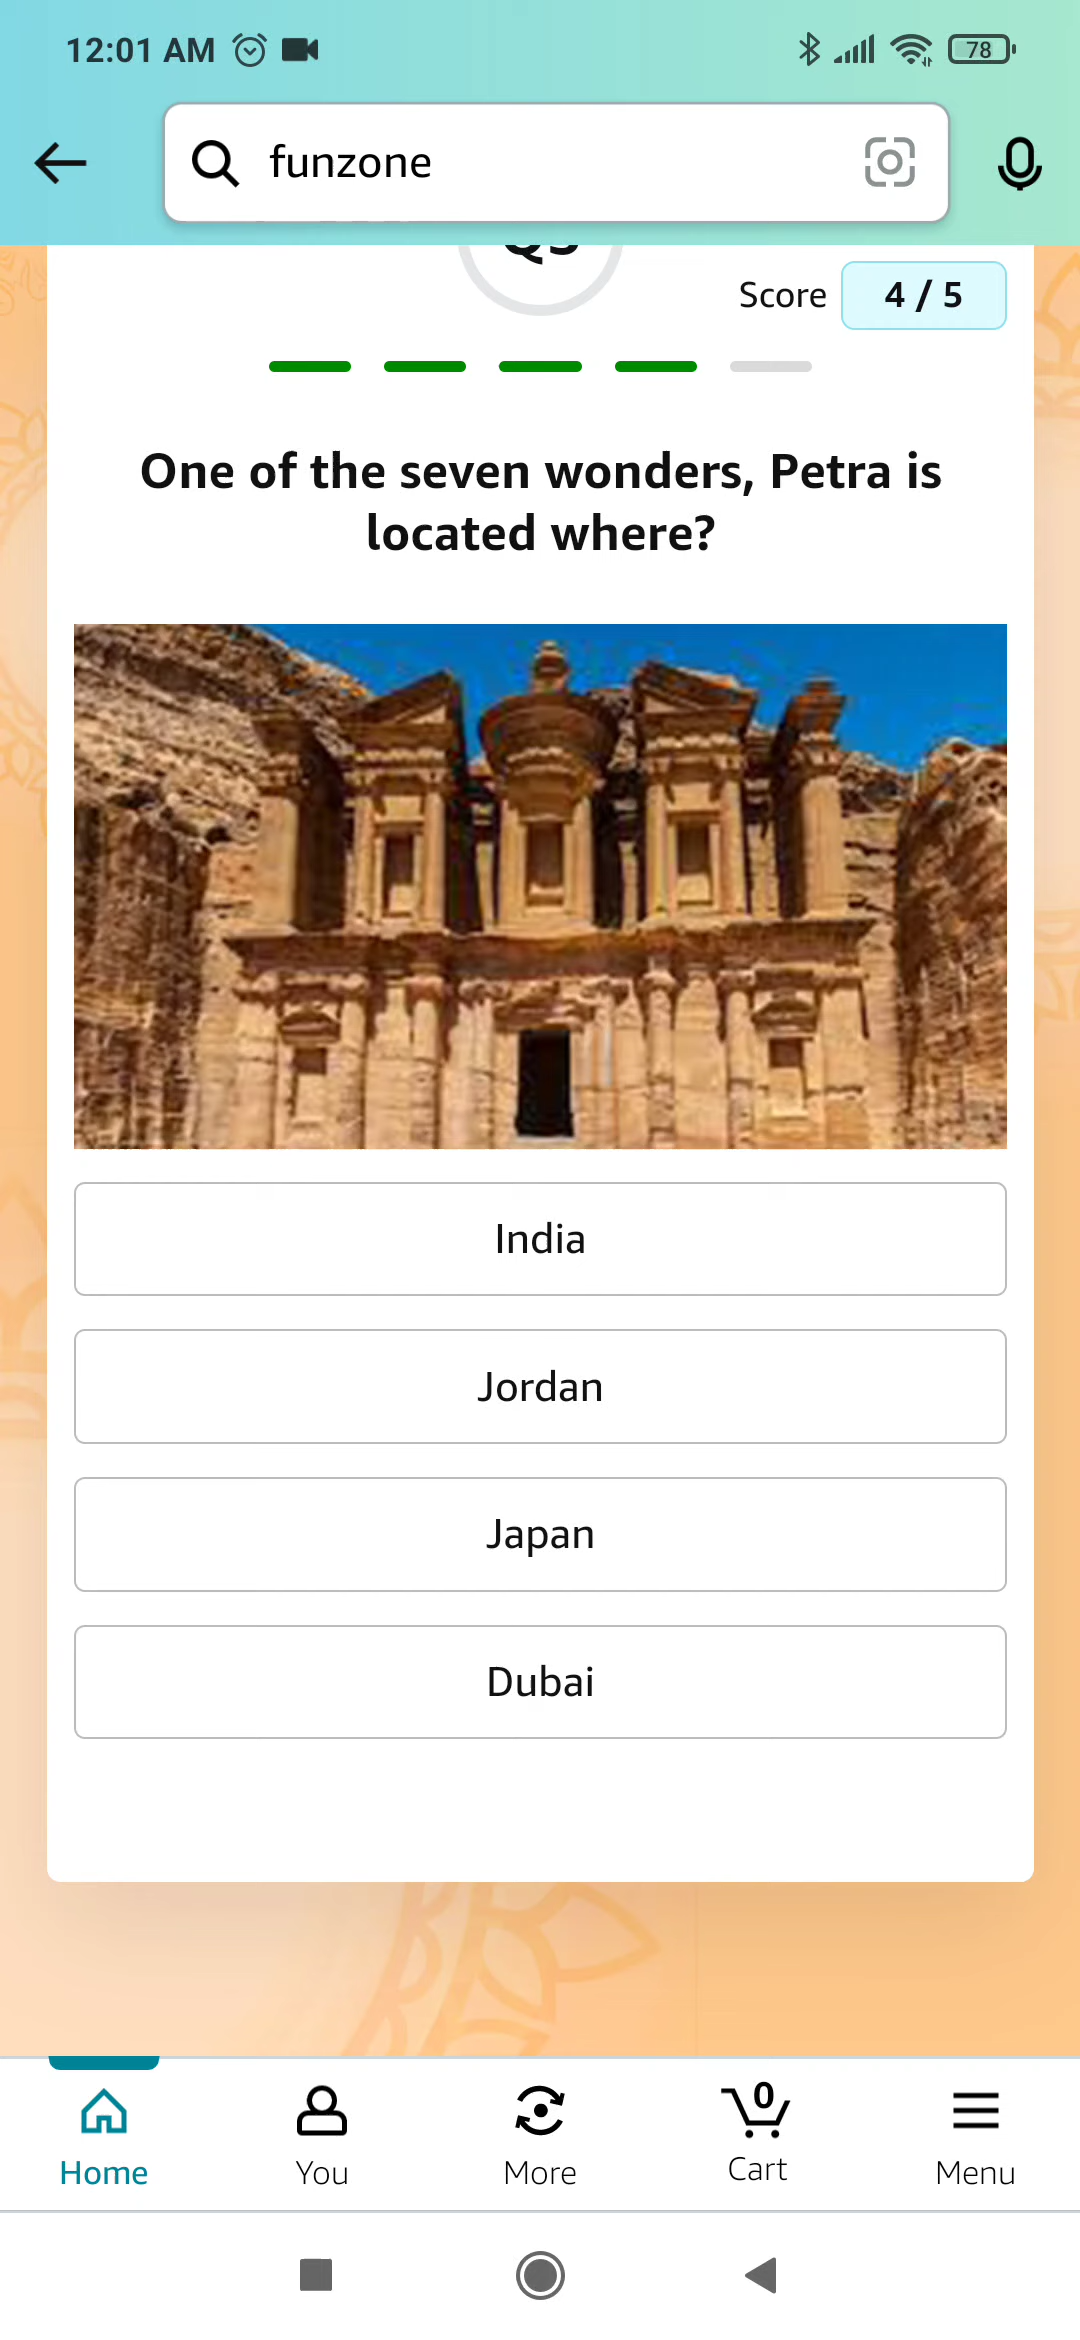 12:01 AM
78
funzone
Score 4 / 5
One of the seven wonders, Petra is
located where?
India
Jordan
Japan
Dubai
0
Home
You
More
Cart
Menu